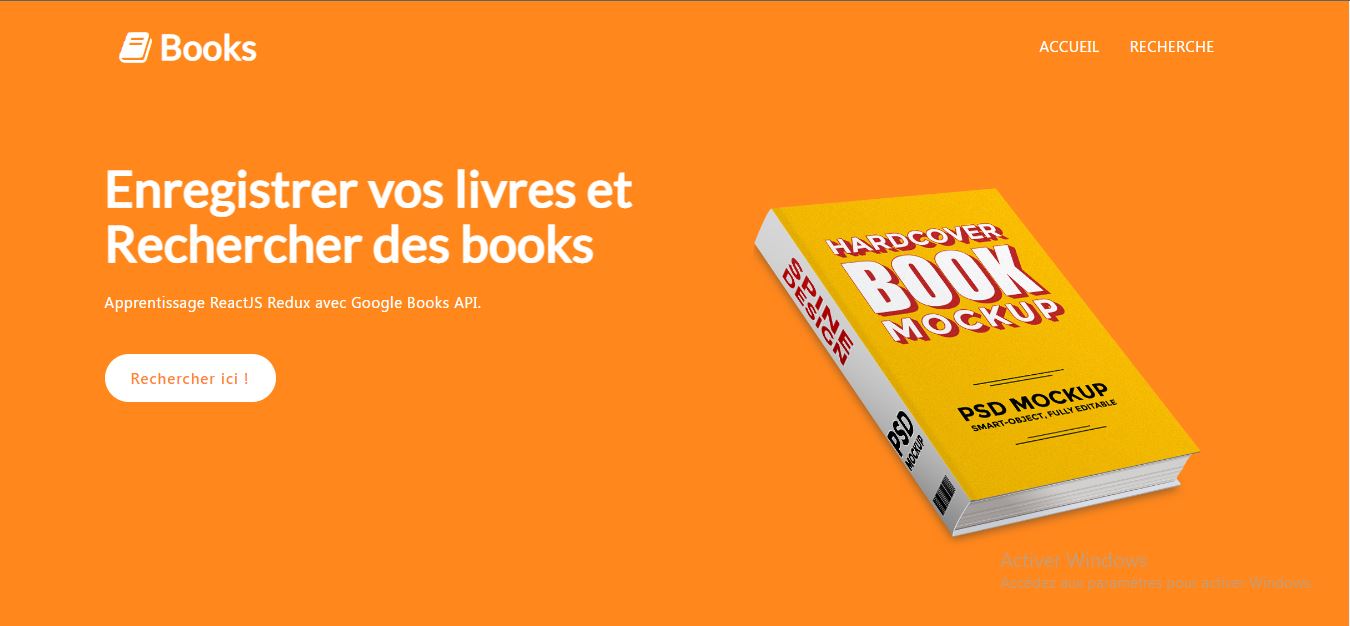 Books
ACCUEIL
RECHERCHE
Enregistrer vos livres et
Rechercher des books
Apprentissage ReactJS Redux avec Google Books API.
Rechercher ici !
HARDCOVER
BOOK
MOCKUP
SPINE
DESIGN
PSD MOCKUP
SMART-OBJECT, FULLY EDITABLE
PSD
MOCKUP
Activer Windows
Accédez aux paramètres pour activer Windows.